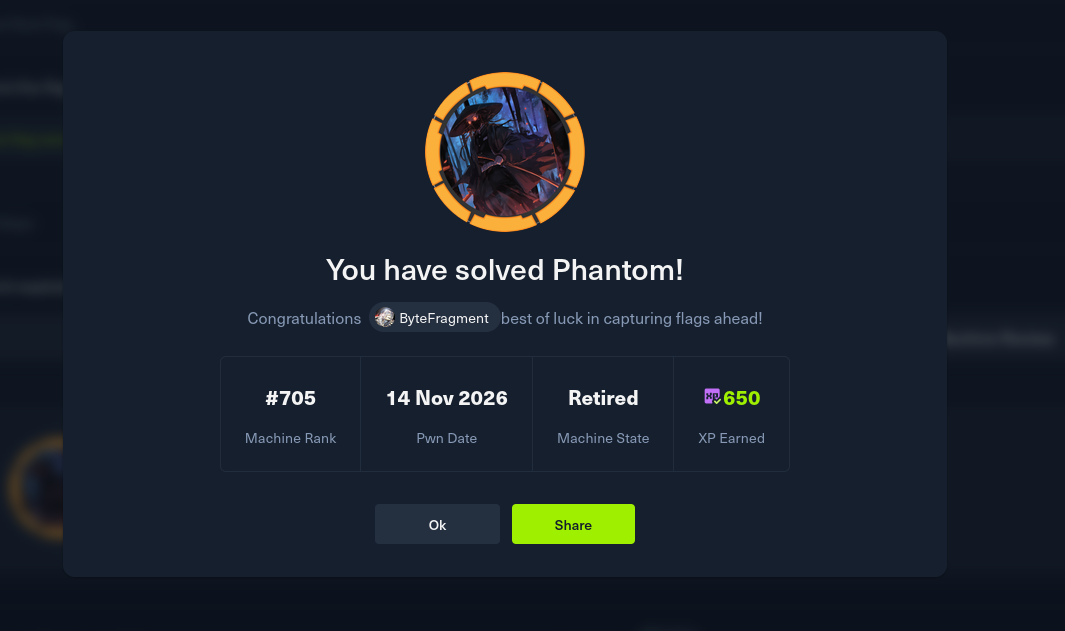 You have solved Phantom!
Congratulations ByteFragment best of luck in capturing flags ahead!
#705 14 Nov 2026 Retired XP 650
Machine Rank Pwn Date Machine State XP Earned
Ok Share